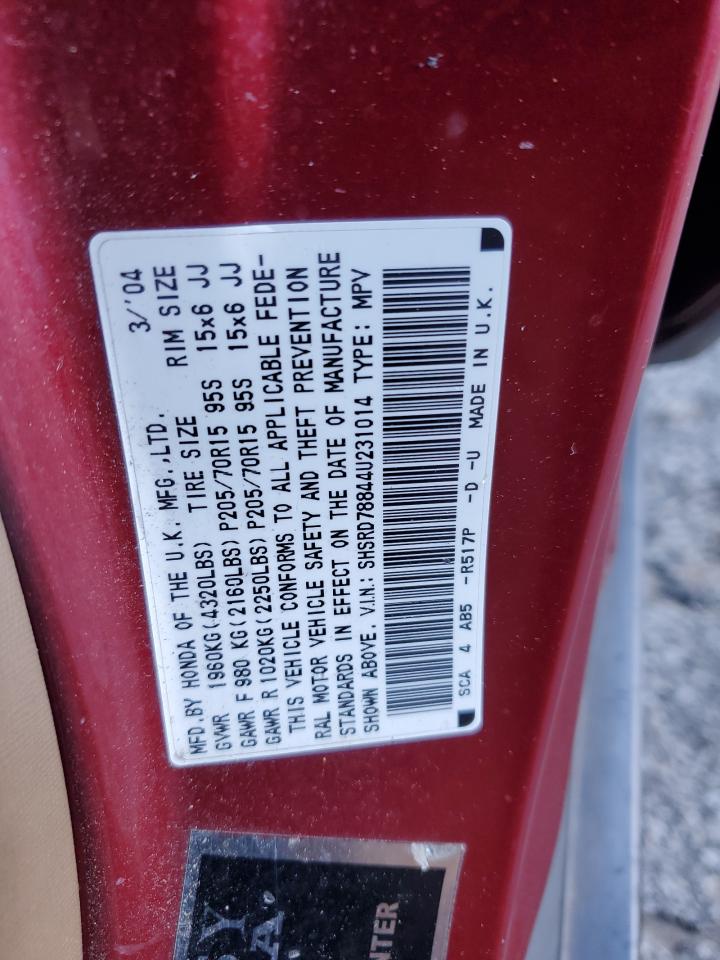 MFD.BY HONDA OF THE U.K. MFG.,LTD. 3/'04
GVWR 1960KG(4320LBS) TIRE SIZE RIM SIZE
GAWR F 980 KG(2160LBS)P205/70R15 95S 15x6 JJ
GAWR R 1020KG(2250LBS)P205/70R15 95S 15x6 JJ
THIS VEHICLE CONFORMS TO ALL APPLICABLE FEDE-
RAL MOTOR VEHICLE SAFETY AND THEFT PREVENTION
STANDARDS IN EFFECT ON THE DATE OF MANUFACTURE
SHOWN ABOVE. V.I.N.: SHSRD78844U231014 TYPE: MPV
SCA 4 AB5 -R517P -D -U MADE IN U.K.